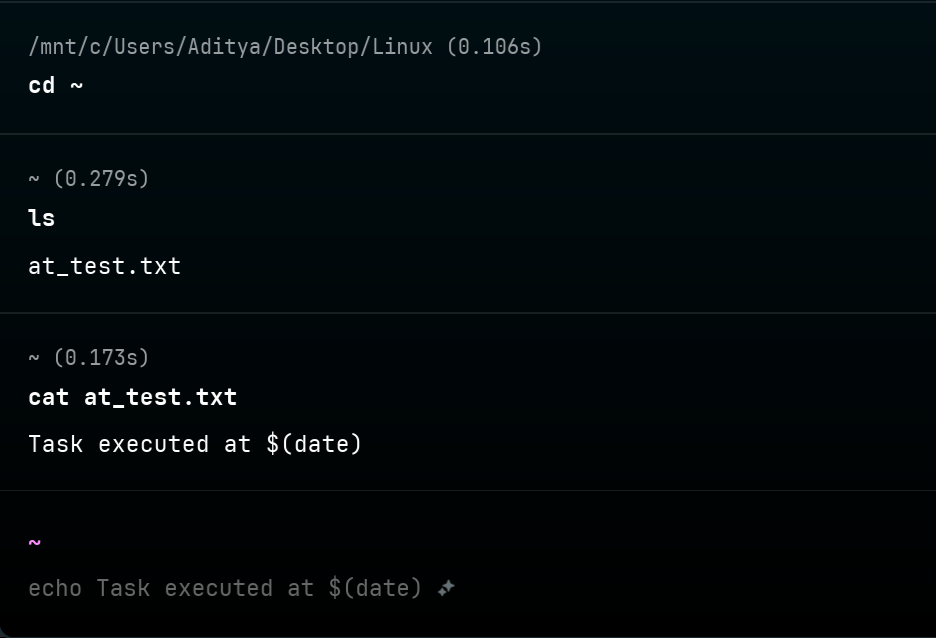 /mnt/c/Users/Aditya/Desktop/Linux (0.106s)
cd ~
~ (0.279s)
ls
at_test.txt
~ (0.173s)
cat at_test.txt
Task executed at $(date)
~
echo Task executed at $(date)